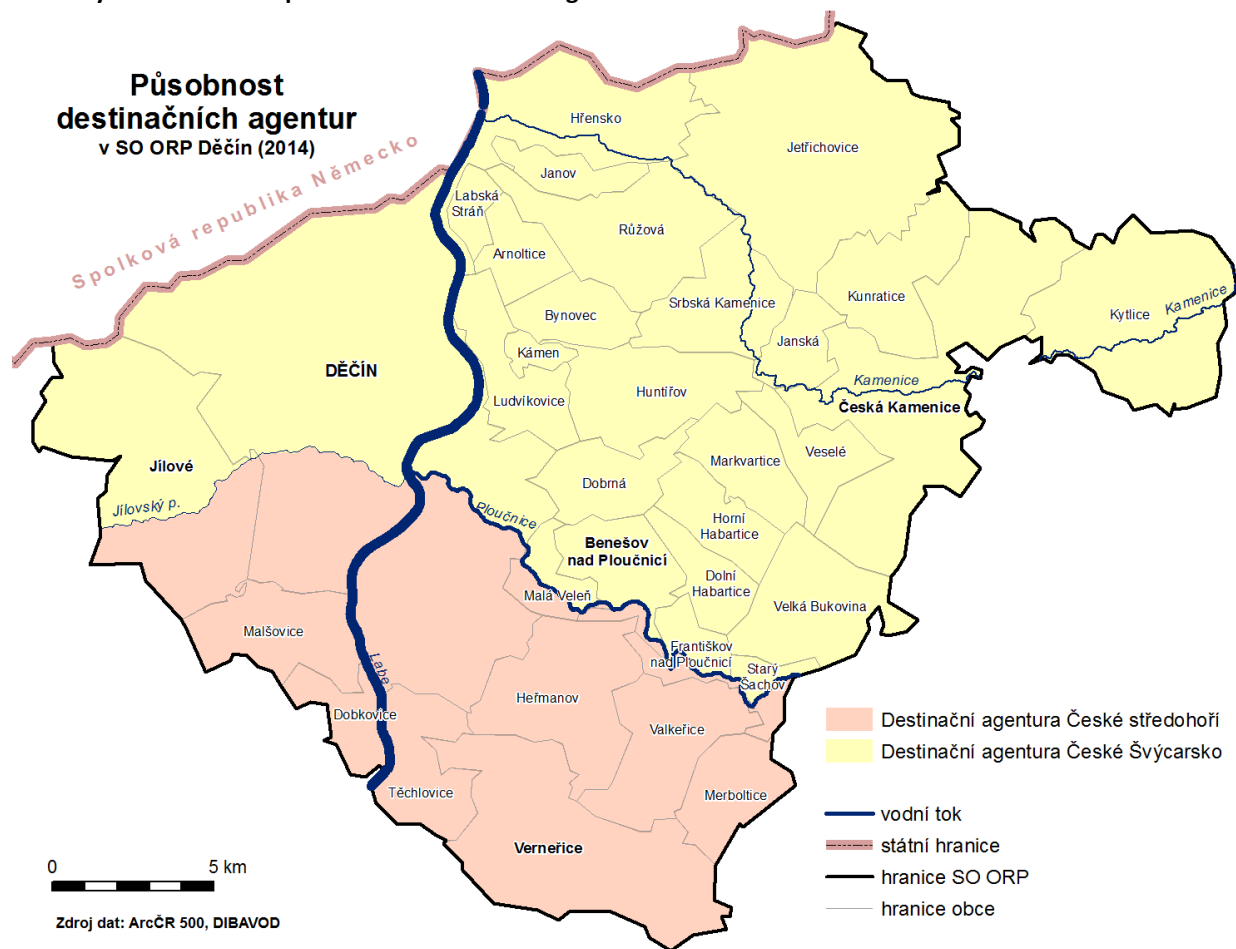 Působnost
destinačních agentur
v SO ORP Děčín (2014)
Spolková republika Německo
Hřensko
Jetřichovice
Janov
Labská
Stráň
Růžová
Arnoltice
Srbská Kamenice
Kunratice
Kytlice
Kamenice
Bynovec
Janská
Kámen
DĚČÍN
Huntířov
Kamenice
Ludvíkovice
Česká Kamenice
Veselé
Markvartice
Jílové
Dobrná
Jílovský p.
Ploučnice
Horní
Habartice
Benešov
nad Ploučnicí
Dolní
Habartice
Malá Veleň
Velká Bukovina
Malšovice
Františkov
nad Ploučnicí
Labe
Starý
Šachov
Heřmanov
Dobkovice
Valkeřice
Těchlovice
Merboltice
Verneřice
Destinační agentura České středohoří
Destinační agentura České Švýcarsko
vodní tok
státní hranice
hranice SO ORP
hranice obce
0 5 km
Zdroj dat: ArcČR 500, DIBAVOD